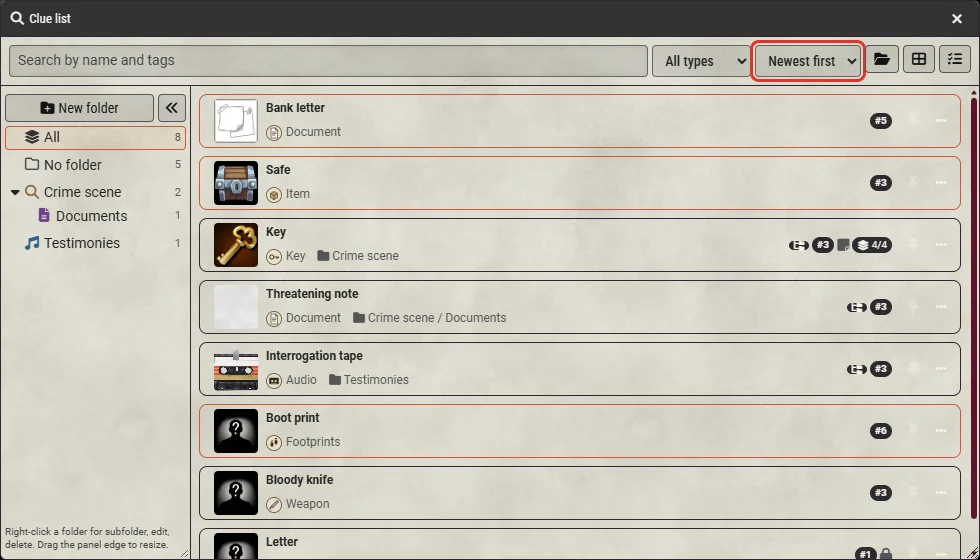 Clue list
Search by name and tags
All types
Newest first
New folder
All 8
No folder 5
Crime scene 2
Documents 1
Testimonies 1
Right-click a folder for subfolder, edit,
delete. Drag the panel edge to resize.
Bank letter
Document
#5
Safe
Item
#3
Key
Key Crime scene
#3 4/4
Threatening note
Document Crime scene / Documents
#3
Interrogation tape
Audio Testimonies
#3
Boot print
Footprints
#6
Bloody knife
Weapon
#3
Letter
#1